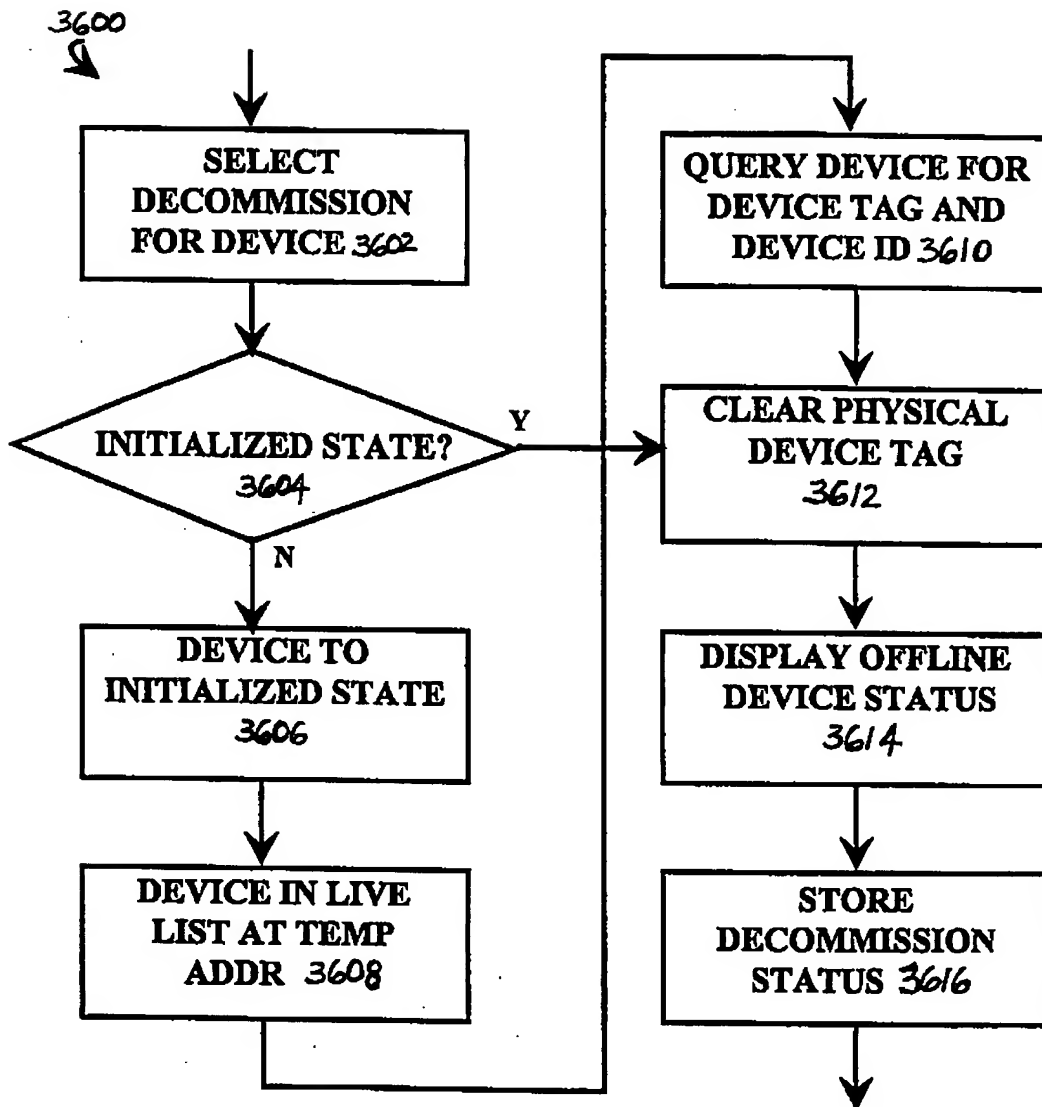 3600
SELECT
DECOMMISSION
FOR DEVICE 3602
INITIALIZED STATE?
3604
Y
N
DEVICE TO
INITIALIZED STATE
3606
DEVICE IN LIVE
LIST AT TEMP
ADDR 3608
QUERY DEVICE FOR
DEVICE TAG AND
DEVICE ID 3610
CLEAR PHYSICAL
DEVICE TAG
3612
DISPLAY OFFLINE
DEVICE STATUS
3614
STORE
DECOMMISSION
STATUS 3616